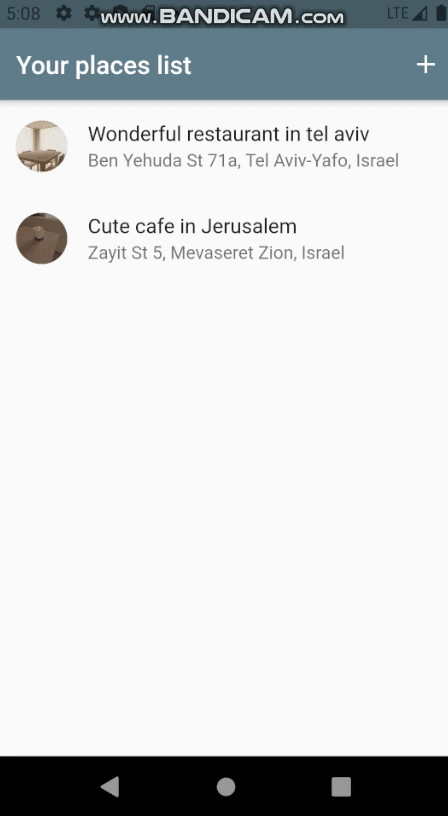 5:08
www.BANDICAM.com
LTE
Your places list
+
Wonderful restaurant in tel aviv
Ben Yehuda St 71a, Tel Aviv-Yafo, Israel
Cute cafe in Jerusalem
Zayit St 5, Mevaseret Zion, Israel